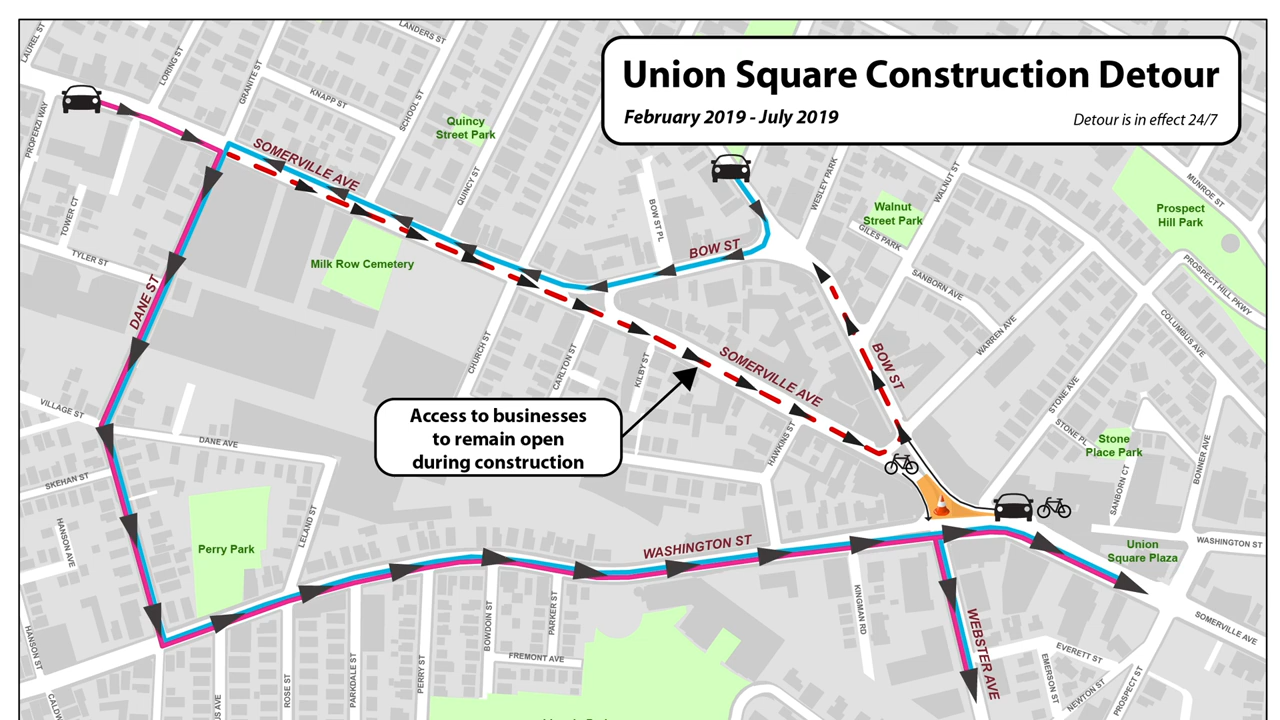 Union Square Construction Detour
February 2019 - July 2019
Detour is in effect 24/7
LAUREL ST
LORING ST
GRANITE ST
LANDERS ST
KNAPP ST
SCHOOL ST
PROPERZI WAY
Quincy
Street Park
QUINCY ST
SOMERVILLE AVE
TOWER CT
TYLER ST
Milk Row Cemetery
BOW ST PL
BOW ST
WESLEY PARK
Walnut
Street Park
GILES PARK
WALNUT ST
MUNROE ST
Prospect
Hill Park
PROSPECT HILL PKWY
SANBORN AVE
COLUMBUS AVE
WARREN AVE
DANE ST
CHURCH ST
CARLTON ST
KILBY ST
SOMERVILLE AVE
BOW ST
STONE AVE
STONE PL
Stone
Place Park
BONNER AVE
SANBORN CT
VILLAGE ST
DANE AVE
Access to businesses
to remain open
during construction
HAWKINS ST
SKEHAN ST
HANSON AVE
LELAND ST
Perry Park
WASHINGTON ST
Union
Square Plaza
WASHINGTON ST
SOMERVILLE AVE
HANSON ST
ROSE ST
PARKDALE ST
PERRY ST
BOWDOIN ST
PARKER ST
FREMONT AVE
KINGMAN RD
WEBSTER AVE
EVERETT ST
EMERSON ST
NEWTON ST
PROSPECT ST